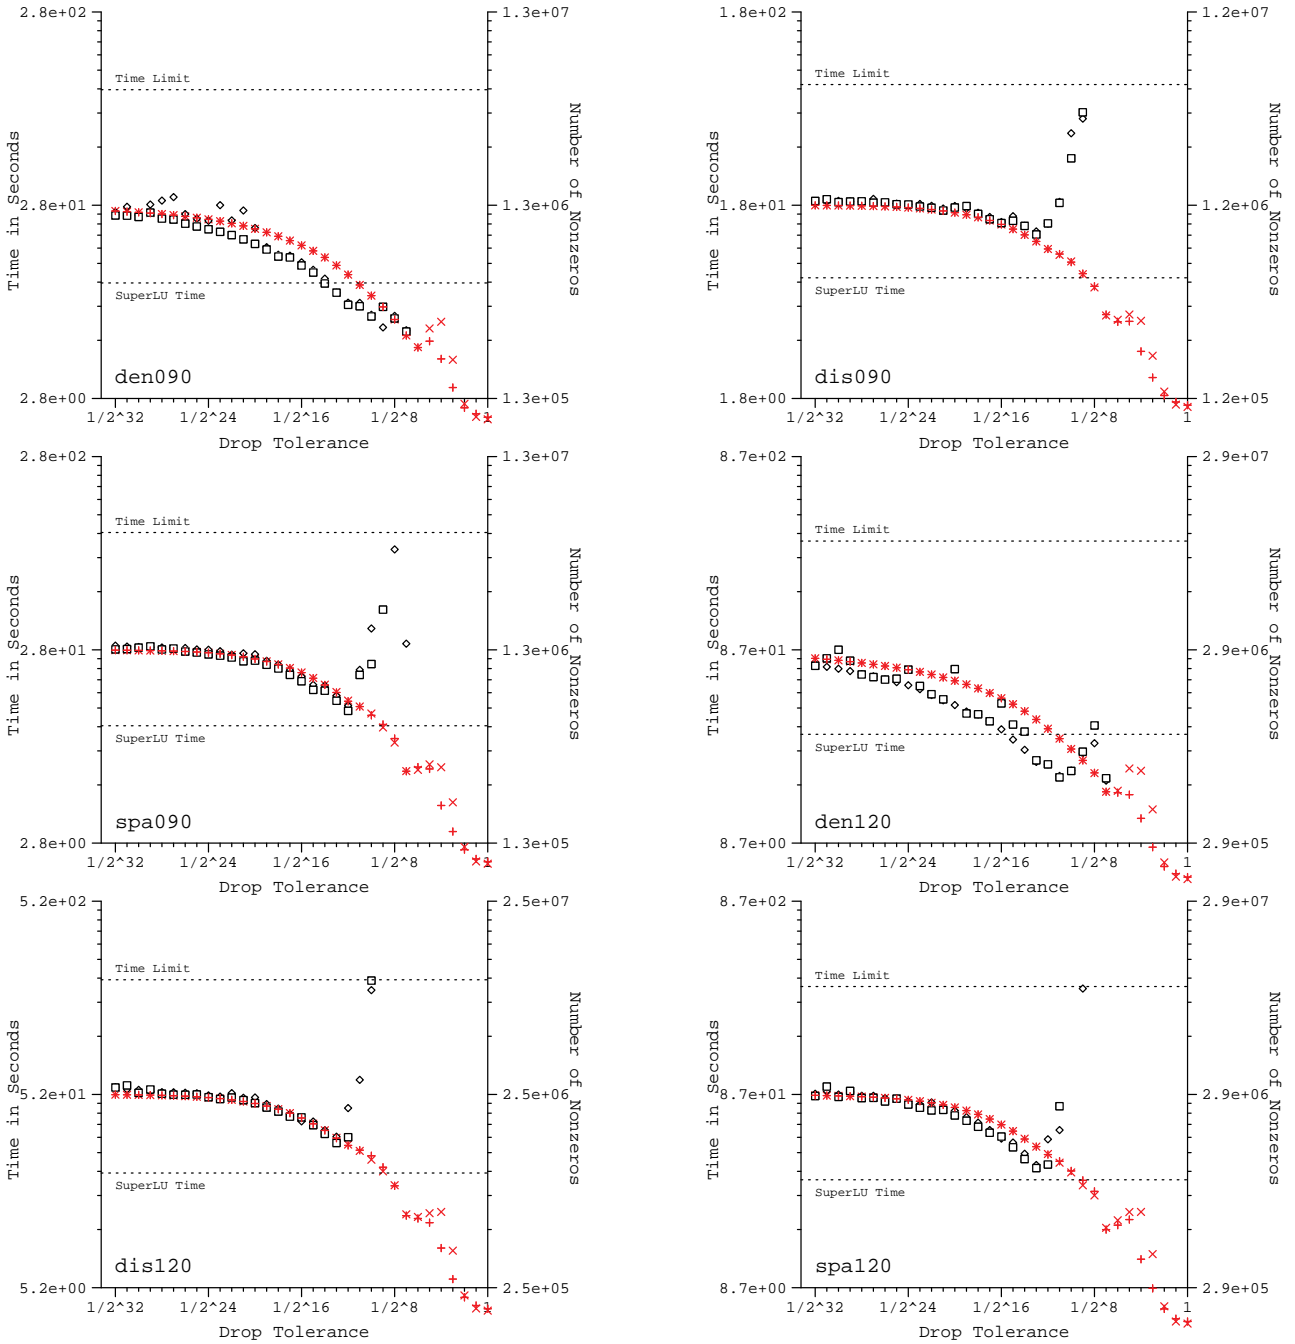 2.8e+02 1.3e+07
Time Limit
Time in Seconds
Number of Nonzeros
2.8e+01 1.3e+06
SuperLU Time
den090
2.8e+00 1.3e+05
1/2^32 1/2^24 1/2^16 1/2^8 1
Drop Tolerance
1.8e+02 1.2e+07
Time Limit
Time in Seconds
Number of Nonzeros
1.8e+01 1.2e+06
SuperLU Time
dis090
1.8e+00 1.2e+05
1/2^32 1/2^24 1/2^16 1/2^8 1
Drop Tolerance
2.8e+02 1.3e+07
Time Limit
Time in Seconds
Number of Nonzeros
2.8e+01 1.3e+06
SuperLU Time
spa090
2.8e+00 1.3e+05
1/2^32 1/2^24 1/2^16 1/2^8 1
Drop Tolerance
8.7e+02 2.9e+07
Time Limit
Time in Seconds
Number of Nonzeros
8.7e+01 2.9e+06
SuperLU Time
den120
8.7e+00 2.9e+05
1/2^32 1/2^24 1/2^16 1/2^8 1
Drop Tolerance
5.2e+02 2.5e+07
Time Limit
Time in Seconds
Number of Nonzeros
5.2e+01 2.5e+06
SuperLU Time
dis120
5.2e+00 2.5e+05
1/2^32 1/2^24 1/2^16 1/2^8 1
Drop Tolerance
8.7e+02 2.9e+07
Time Limit
Time in Seconds
Number of Nonzeros
8.7e+01 2.9e+06
SuperLU Time
spa120
8.7e+00 2.9e+05
1/2^32 1/2^24 1/2^16 1/2^8 1
Drop Tolerance